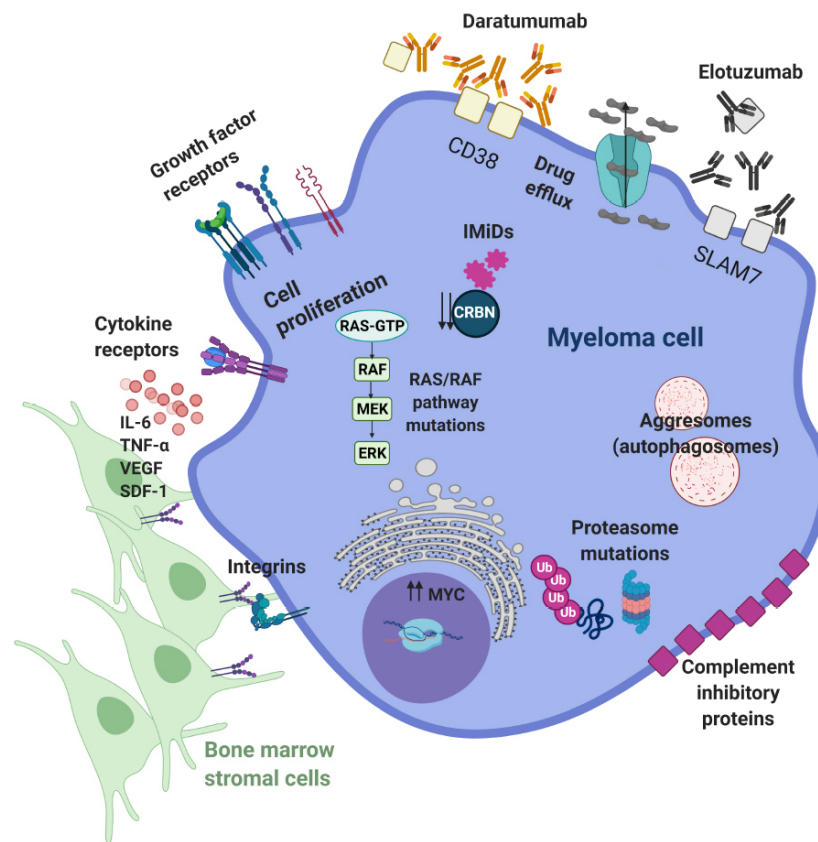 Daratumumab
Elotuzumab
CD38
Drug
efflux
SLAM7
Growth factor
receptors
IMiDs
CRBN
Cell
proliferation
RAS-GTP
RAF
MEK
ERK
RAS/RAF
pathway
mutations
Myeloma cell
Cytokine
receptors
IL-6
TNF-α
VEGF
SDF-1
Aggresomes
(autophagosomes)
Proteasome
mutations
Ub
Ub
Ub
Ub
Integrins
MYC
Complement
inhibitory
proteins
Bone marrow
stromal cells